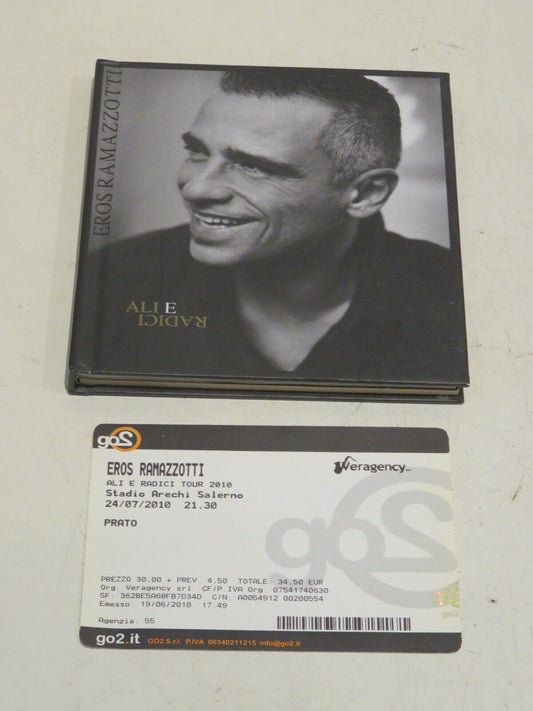 EROS RAMAZZOTTI
ALI E
RADICI
go2
EROS RAMAZZOTTI
Veragency
ALI E RADICI TOUR 2010
Stadio Arechi Salerno
24/07/2010 21.30
PRATO
go2
PREZZO 30.00 + PREV. 4.50 TOTALE: 34.50 EUR
Org: Veragency srl CF/P.IVA Org: 07541740630
SF: 362BE5A6BFB7D34D C/N A0054912 00200554
Emesso: 19/06/2010 17.49
go2
Agenzia: 55
go2.it GO2 S.r.l. P.IVA 06340211215 info@go2.it